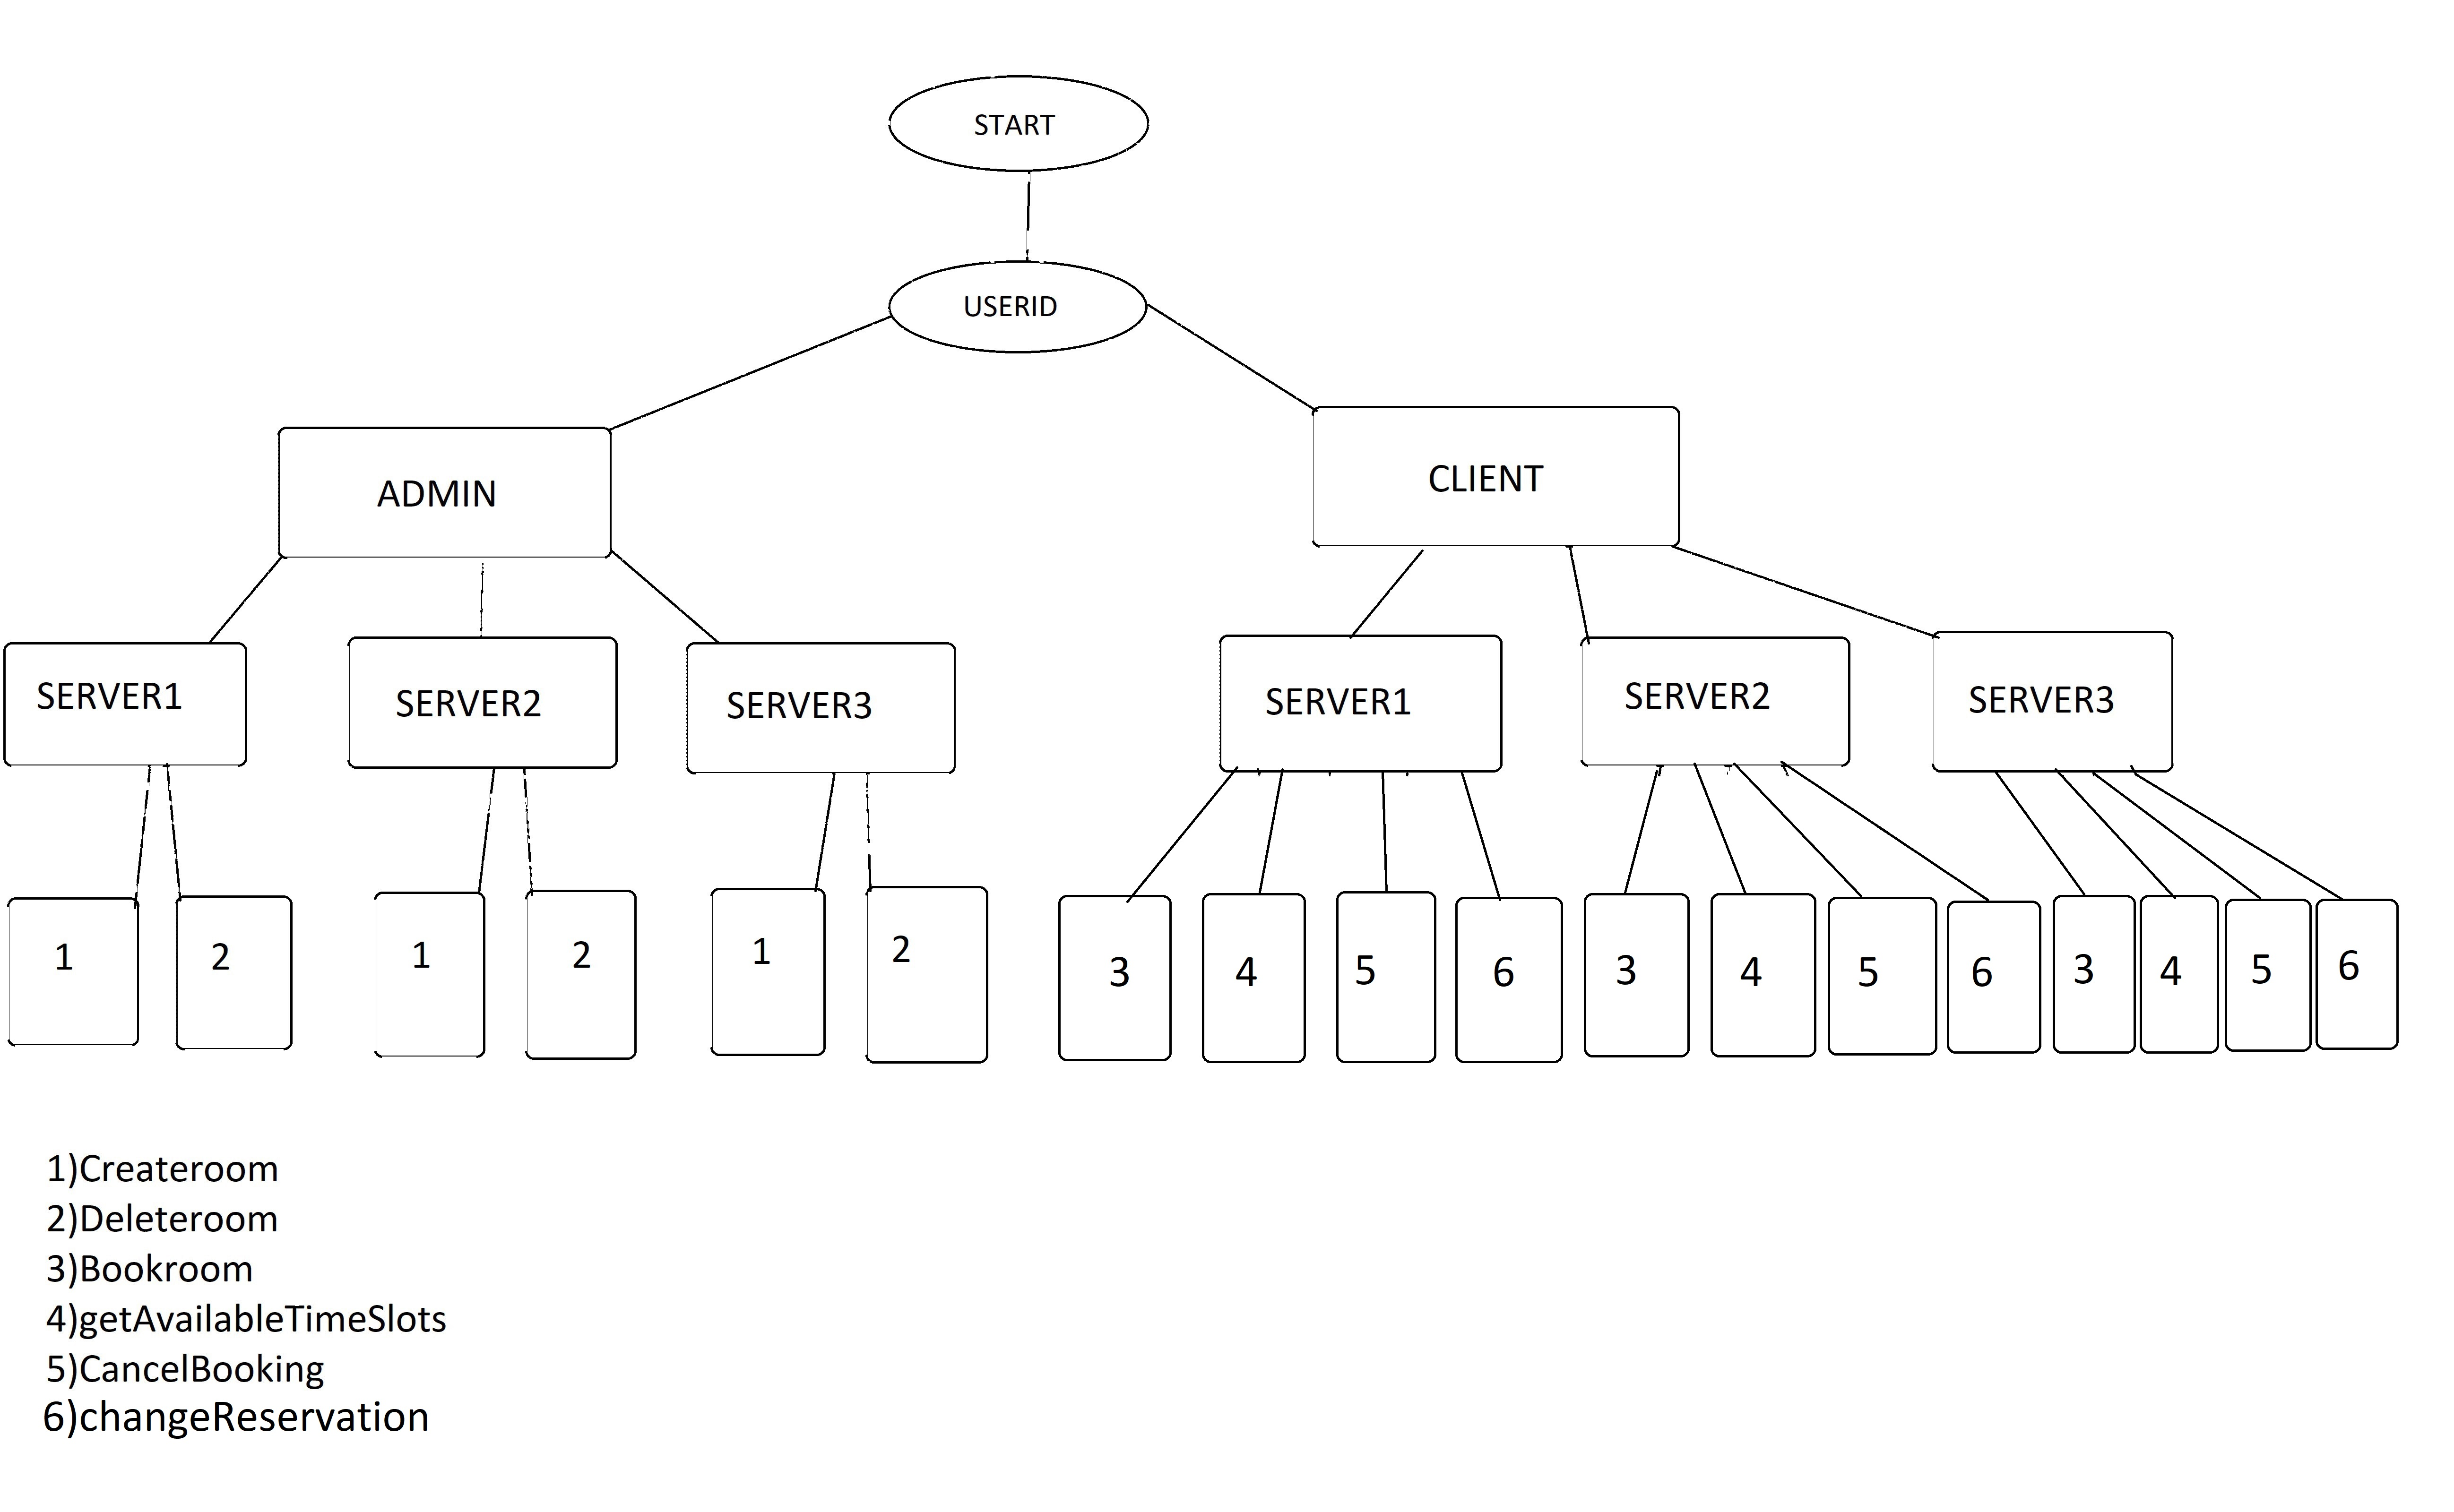 START
USERID
ADMIN
CLIENT
SERVER1
SERVER2
SERVER3
SERVER1
SERVER2
SERVER3
1
2
1
2
1
2
3
4
5
6
3
4
5
6
3
4
5
6
1)Createroom
2)Deleteroom
3)Bookroom
4)getAvailableTimeSlots
5)CancelBooking
6)changeReservation